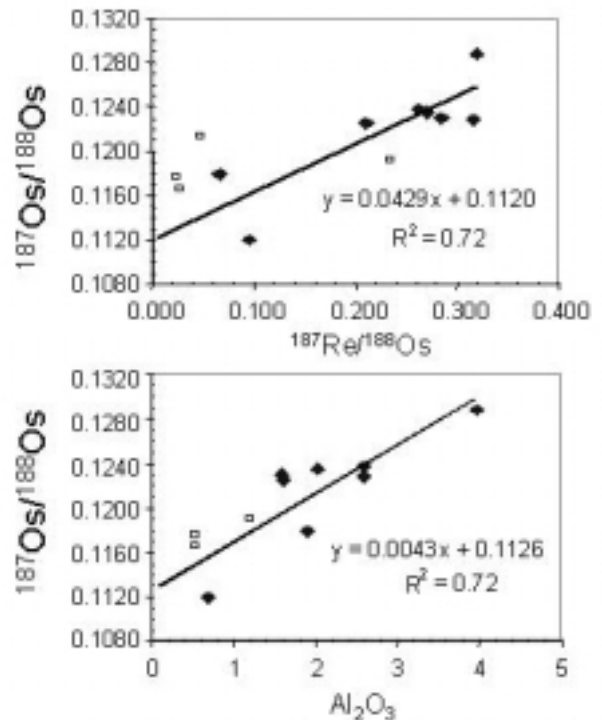 0.1320
0.1280
0.1240
0.1200
0.1160
0.1120
0.1080
¹⁸⁷Os/¹⁸⁸Os
y = 0.0429x + 0.1120
R² = 0.72
0.000 0.100 0.200 0.300 0.400
¹⁸⁷Re/¹⁸⁸Os
0.1320
0.1280
0.1240
0.1200
0.1160
0.1120
0.1080
¹⁸⁷Os/¹⁸⁸Os
y = 0.0043x + 0.1126
R² = 0.72
0 1 2 3 4 5
Al₂O₃